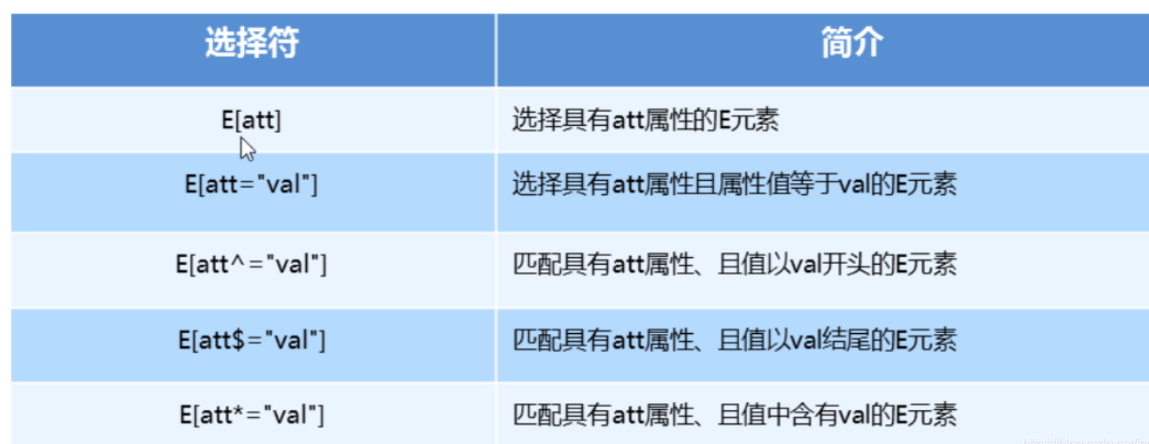 选择符 简介
E[att] 选择具有att属性的E元素
E[att="val"] 选择具有att属性且属性值等于val的E元素
E[att^="val"] 匹配具有att属性、且值以val开头的E元素
E[att$="val"] 匹配具有att属性、且值以val结尾的E元素
E[att*="val"] 匹配具有att属性、且值中含有val的E元素